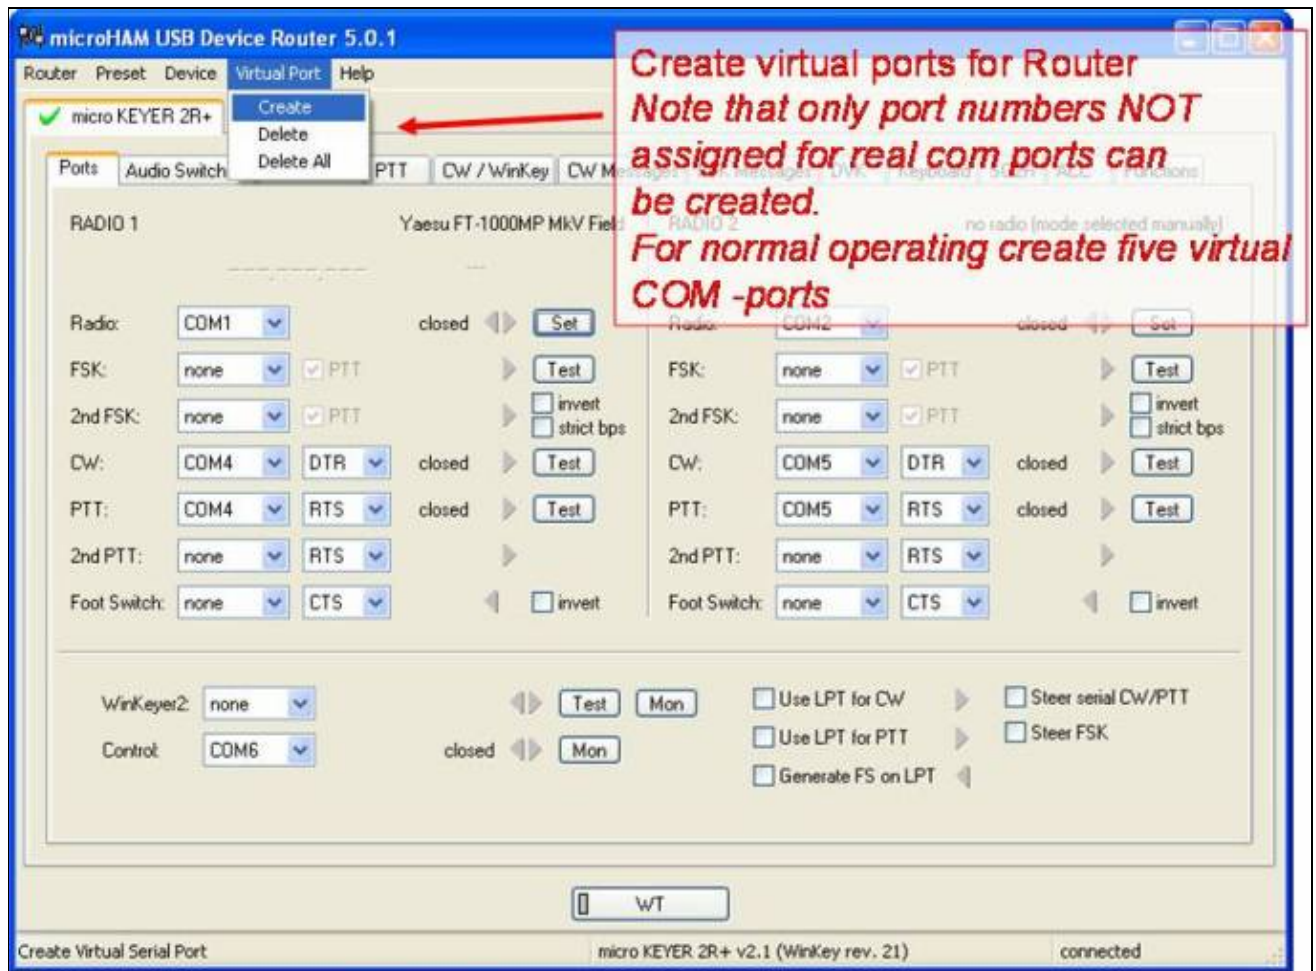 microHAM USB Device Router 5.0.1
Router Preset Device Virtual Port Help
Create
Delete
Delete All
micro KEYER 2R+
Ports Audio Switch PTT CW / WinKey CW Messages Messages DVK Keyboard ACC Functions
Create virtual ports for Router
Note that only port numbers NOT
assigned for real com ports can
be created.
For normal operating create five virtual
COM -ports
RADIO 1 Yaesu FT-1000MP MkV Field RADIO 2 no radio (mode selected manually)
Radio: COM1 closed Set Radio: COM2 closed Set
FSK: none PTT Test FSK: none PTT Test
2nd FSK: none PTT invert strict bps 2nd FSK: none PTT invert strict bps
CW: COM4 DTR closed Test CW: COM5 DTR closed Test
PTT: COM4 RTS closed Test PTT: COM5 RTS closed Test
2nd PTT: none RTS 2nd PTT: none RTS
Foot Switch: none CTS invert Foot Switch: none CTS invert
WinKeyer2: none Test Mon Use LPT for CW Steer serial CW/PTT
Control: COM6 closed Mon Use LPT for PTT Steer FSK
Generate FS on LPT
WT
Create Virtual Serial Port micro KEYER 2R+ v2.1 (WinKey rev. 21) connected